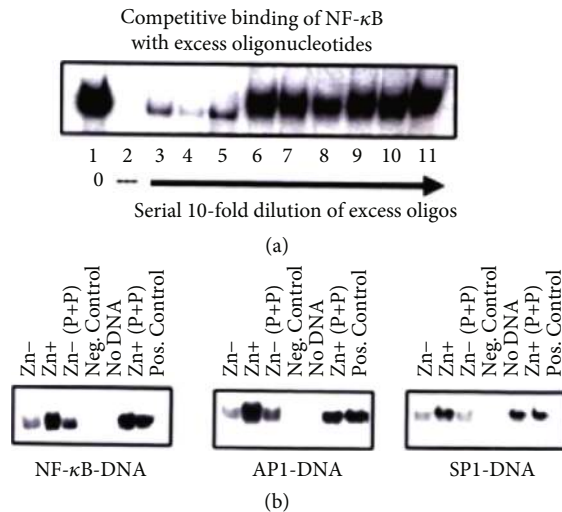 Competitive binding of NF-κB
with excess oligonucleotides
1 2 3 4 5 6 7 8 9 10 11
0 ---
Serial 10-fold dilution of excess oligos
(a)
Zn− Zn+ Zn− (P+P) Neg. Control No DNA Zn+ (P+P) Pos. Control
Zn− Zn+ Zn− (P+P) Neg. Control No DNA Zn+ (P+P) Pos. Control
Zn− Zn+ Zn− (P+P) Neg. Control No DNA Zn+ (P+P) Pos. Control
NF-κB-DNA AP1-DNA SP1-DNA
(b)